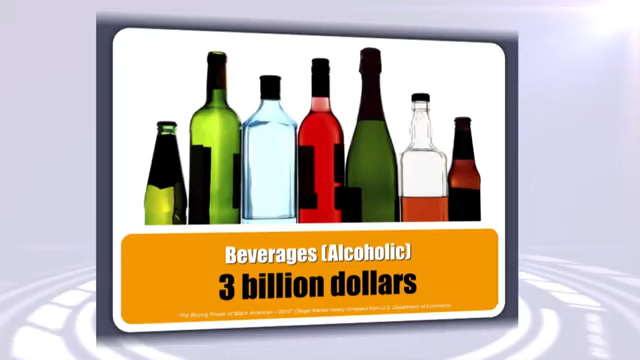 Beverages (Alcoholic)
3 billion dollars
"The Buying Power of Black Americans – 2010" (Target Market News) compiled from U.S. Department of Commerce